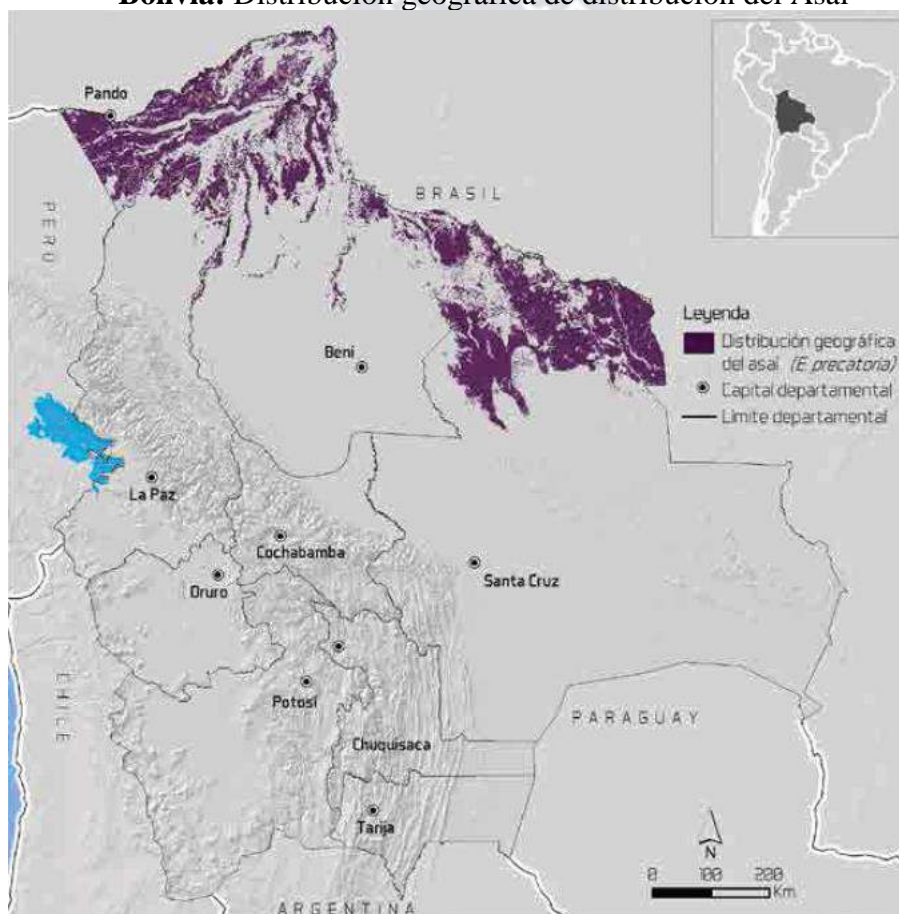 Bolivia: Distribución geográfica de distribución del Asaí
Pando
BRASIL
PERÚ
Leyenda
Distribución geográfica
del asaí (E precatoria)
Capital departamental
Límite departamental
Beni
La Paz
Cochabamba
Oruro
Santa Cruz
Potosí
CHILE
PARAGUAY
Chuquisaca
Tarija
N
0 100 200
Km
ARGENTINA